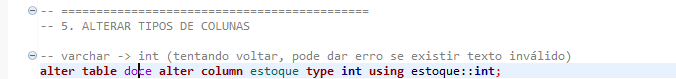 -- ===========================================
-- 5. ALTERAR TIPOS DE COLUNAS
-- varchar -> int (tentando voltar, pode dar erro se existir texto inválido)
alter table doce alter column estoque type int using estoque::int;